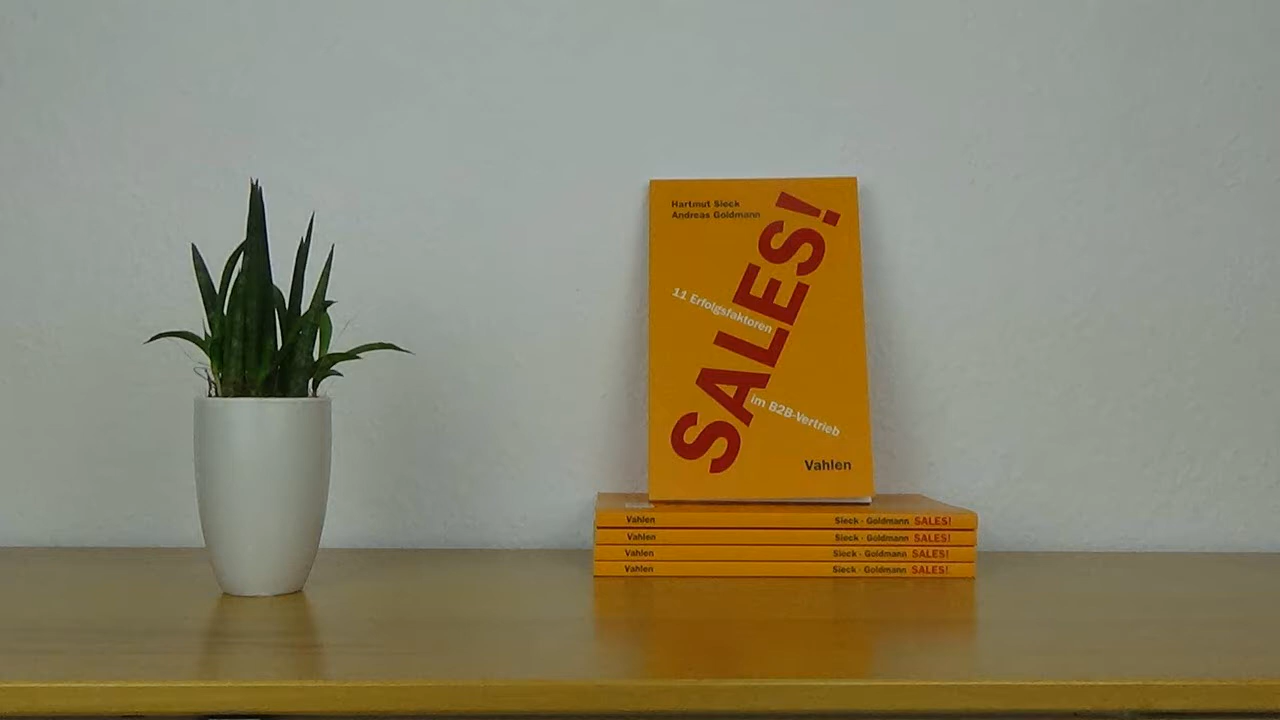 Hartmut Sieck
Andreas Goldmann
SALES!
11 Erfolgsfaktoren
im B2B-Vertrieb
Vahlen
Vahlen Sieck · Goldmann SALES!
Vahlen Sieck · Goldmann SALES!
Vahlen Sieck · Goldmann SALES!
Vahlen Sieck · Goldmann SALES!